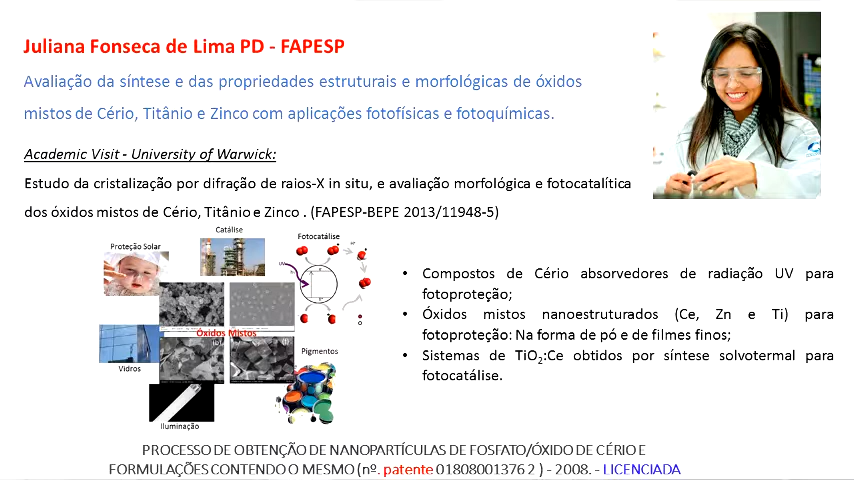 Juliana Fonseca de Lima PD - FAPESP
Avaliação da síntese e das propriedades estruturais e morfológicas de óxidos
mistos de Cério, Titânio e Zinco com aplicações fotofísicas e fotoquímicas.
Academic Visit - University of Warwick:
Estudo da cristalização por difração de raios-X in situ, e avaliação morfológica e fotocatalítica
dos óxidos mistos de Cério, Titânio e Zinco . (FAPESP-BEPE 2013/11948-5)
Catálise
Fotocatálise
Proteção Solar
UV
Óxidos Mistos
Vidros
Pigmentos
Iluminação
• Compostos de Cério absorvedores de radiação UV para
fotoproteção;
• Óxidos mistos nanoestruturados (Ce, Zn e Ti) para
fotoproteção: Na forma de pó e de filmes finos;
• Sistemas de TiO2:Ce obtidos por síntese solvotermal para
fotocatálise.
PROCESSO DE OBTENÇÃO DE NANOPARTÍCULAS DE FOSFATO/ÓXIDO DE CÉRIO E
FORMULAÇÕES CONTENDO O MESMO (nº. patente 018080013762 ) - 2008. - LICENCIADA